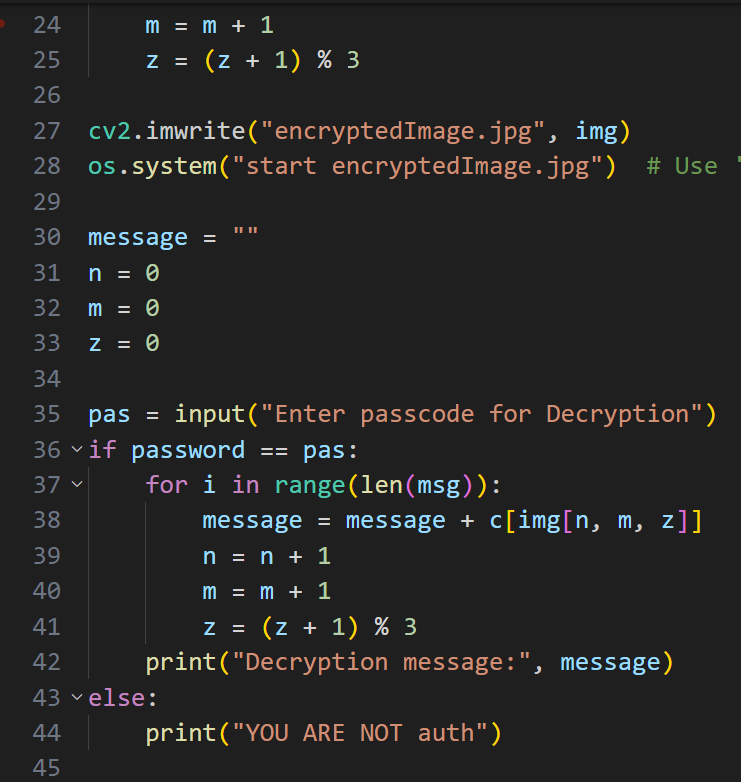 24 m = m + 1
25 z = (z + 1) % 3
26
27 cv2.imwrite("encryptedImage.jpg", img)
28 os.system("start encryptedImage.jpg")  # Use '
29
30 message = ""
31 n = 0
32 m = 0
33 z = 0
34
35 pas = input("Enter passcode for Decryption")
36 if password == pas:
37 for i in range(len(msg)):
38 message = message + c[img[n, m, z]]
39 n = n + 1
40 m = m + 1
41 z = (z + 1) % 3
42 print("Decryption message:", message)
43 else:
44 print("YOU ARE NOT auth")
45